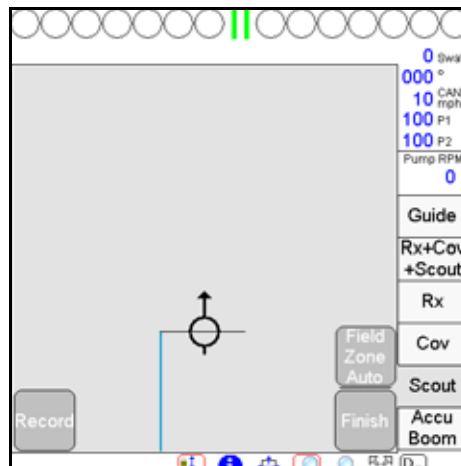 0 Swat
000 °
10 CAN mph
100 P1
100 P2
Pump RPM
0
Guide
Rx+Cov
+Scout
Rx
Field
Zone
Auto
Cov
Scout
Record
Finish
Accu
Boom